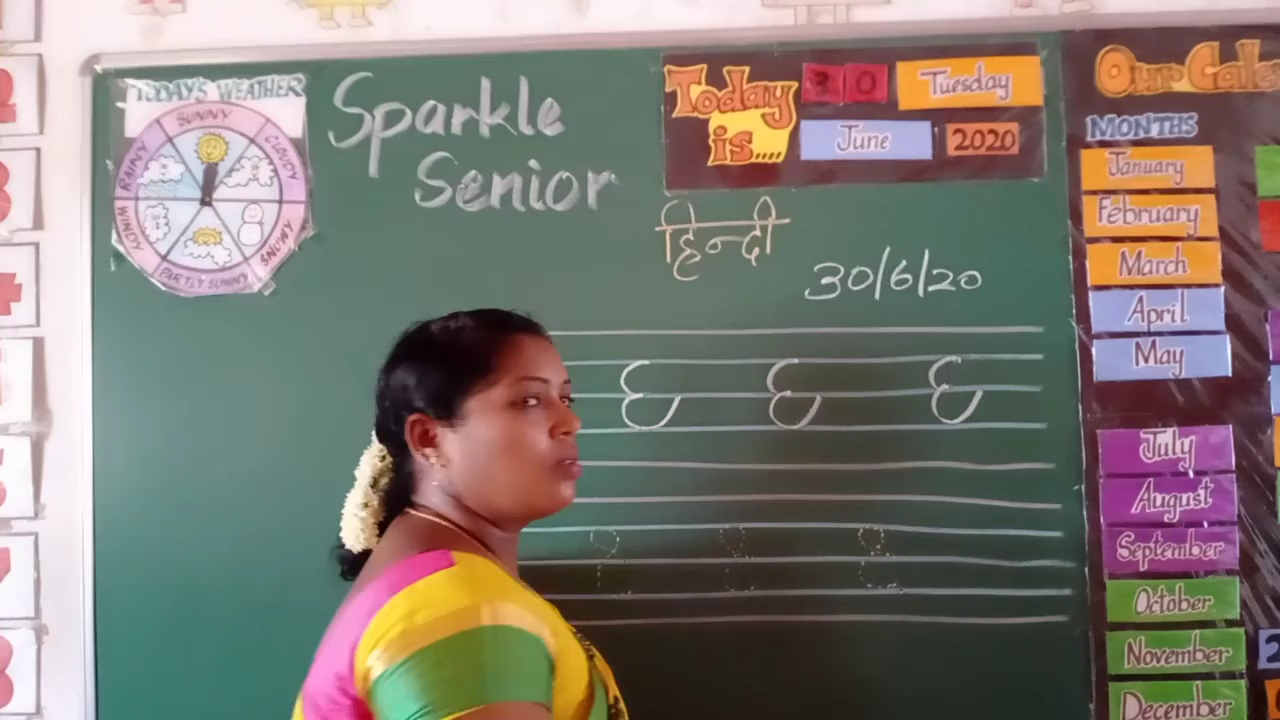 TODAY'S WEATHER
SUNNY
CLOUDY
SNOWY
PARTLY SUNNY
WINDY
RAINY
Sparkle
Senior
Today
is....
30
Tuesday
June
2020
हिन्दी
30/6/20
MONTHS
January
February
March
April
May
July
August
September
October
November
December
Our